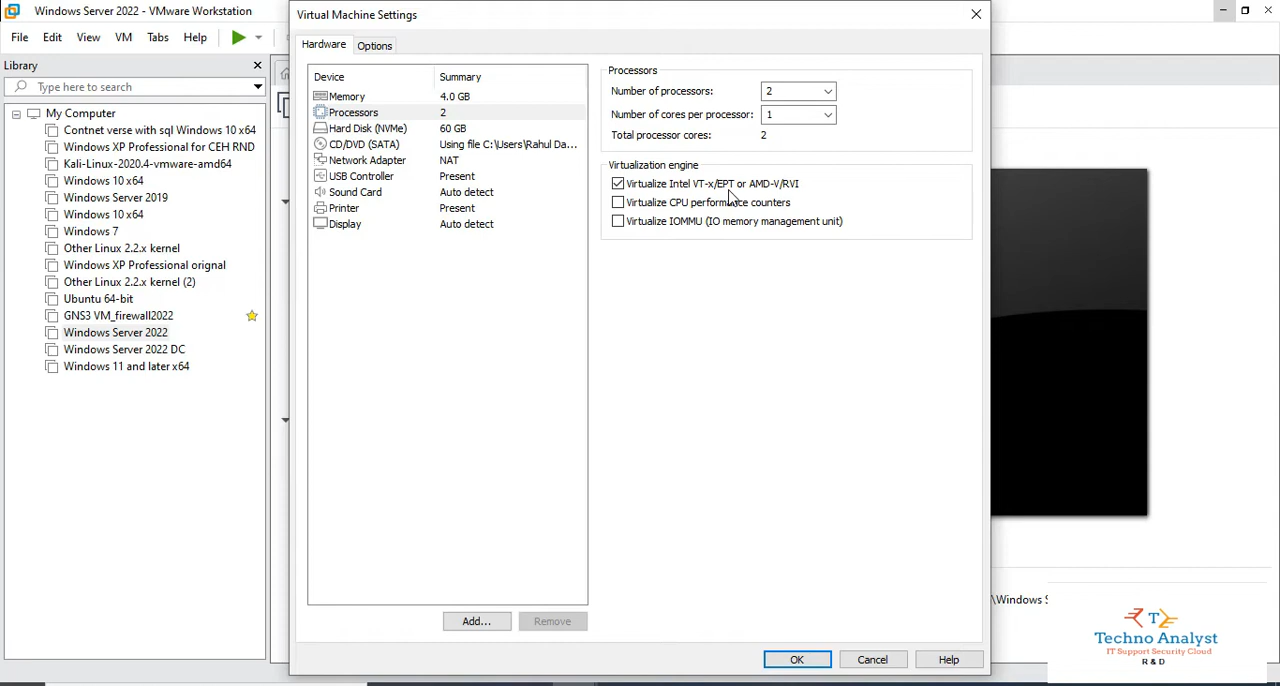 Windows Server 2022 - VMware Workstation
File Edit View VM Tabs Help
Library
Type here to search
My Computer
Contnet verse with sql Windows 10 x64
Windows XP Professional for CEH RND
Kali-Linux-2020.4-vmware-amd64
Windows 10 x64
Windows Server 2019
Windows 10 x64
Windows 7
Other Linux 2.2.x kernel
Windows XP Professional orignal
Other Linux 2.2.x kernel (2)
Ubuntu 64-bit
GNS3 VM_firewall2022
Windows Server 2022
Windows Server 2022 DC
Windows 11 and later x64
Virtual Machine Settings
Hardware Options
Device Summary
Memory 4.0 GB
Processors 2
Hard Disk (NVMe) 60 GB
CD/DVD (SATA) Using file C:\Users\Rahul Da...
Network Adapter NAT
USB Controller Present
Sound Card Auto detect
Printer Present
Display Auto detect
Add... Remove
Processors
Number of processors: 2
Number of cores per processor: 1
Total processor cores: 2
Virtualization engine
Virtualize Intel VT-x/EPT or AMD-V/RVI
Virtualize CPU performance counters
Virtualize IOMMU (IO memory management unit)
OK Cancel Help
\Windows S
T
Techno Analyst
IT Support Security Cloud
R & D